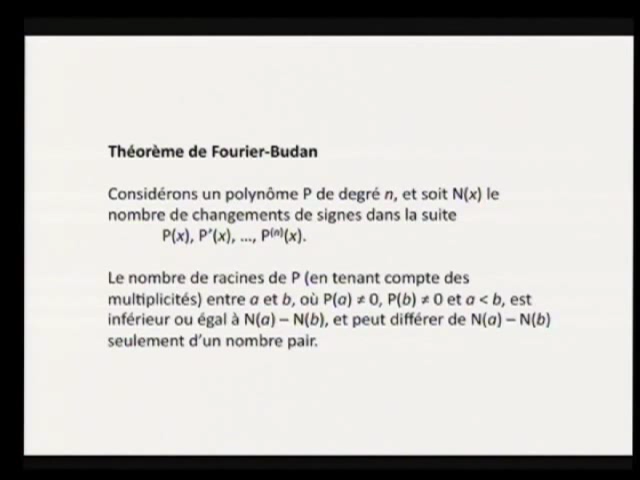 Théorème de Fourier-Budan
Considérons un polynôme P de degré n, et soit N(x) le
nombre de changements de signes dans la suite
P(x), P’(x), ..., P⁽ⁿ⁾(x).
Le nombre de racines de P (en tenant compte des
multiplicités) entre a et b, où P(a) ≠ 0, P(b) ≠ 0 et a < b, est
inférieur ou égal à N(a) – N(b), et peut différer de N(a) – N(b)
seulement d’un nombre pair.